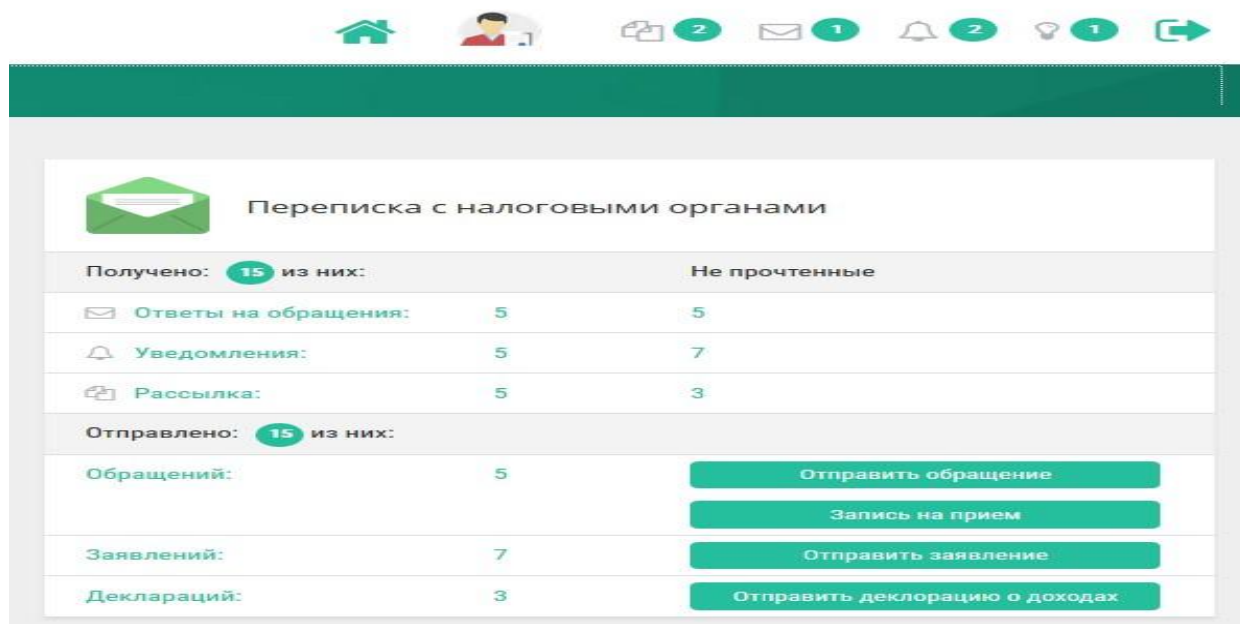 2 1 2 1
Переписка с налоговыми органами
Получено: 15 из них: Не прочтенные
Ответы на обращения: 5 5
Уведомления: 5 7
Рассылка: 5 3
Отправлено: 15 из них:
Обращений: 5 Отправить обращение
Запись на прием
Заявлений: 7 Отправить заявление
Деклараций: 3 Отправить деклорацию о доходах